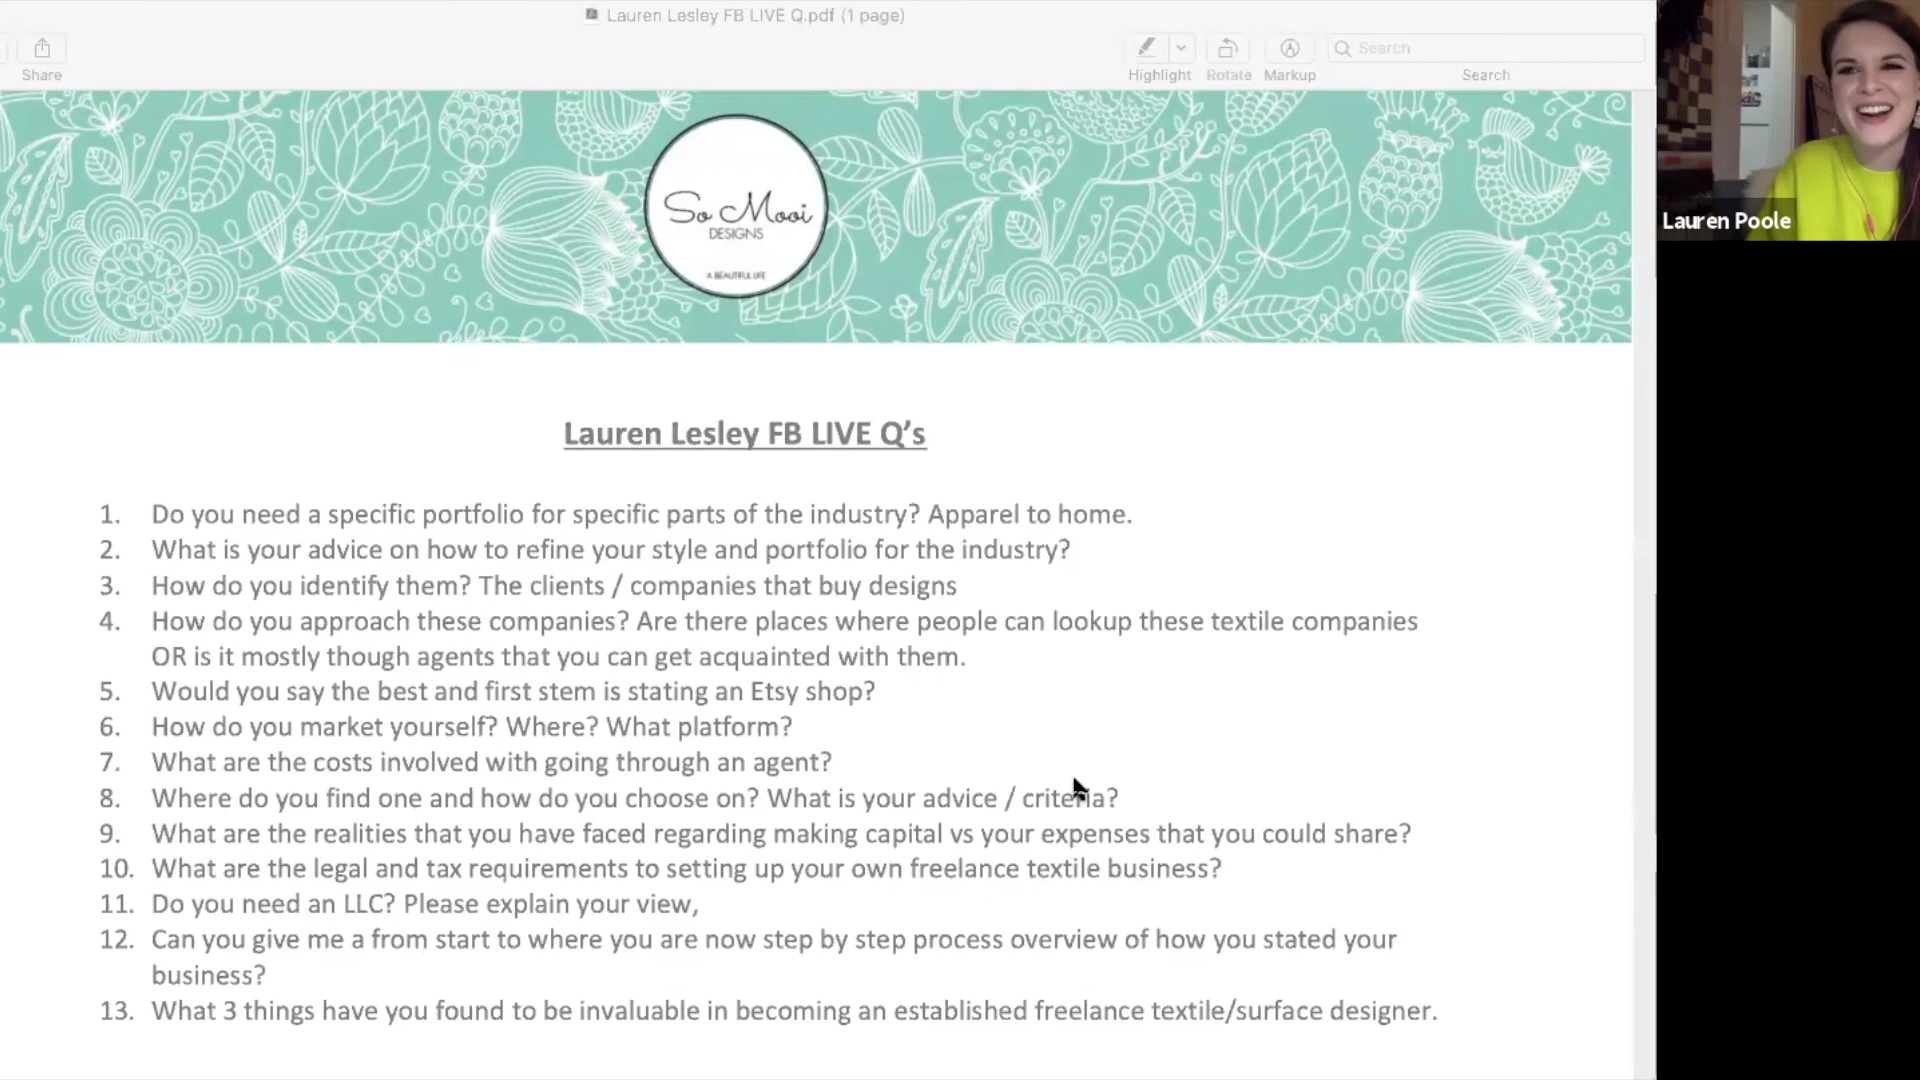 Lauren Lesley FB LIVE Q.pdf (1 page)
Share
Highlight
Rotate
Markup
Search
Search
So Mooi
DESIGNS
A BEAUTIFUL LIFE
Lauren Poole
Lauren Lesley FB LIVE Q’s
1. Do you need a specific portfolio for specific parts of the industry? Apparel to home.
2. What is your advice on how to refine your style and portfolio for the industry?
3. How do you identify them? The clients / companies that buy designs
4. How do you approach these companies? Are there places where people can lookup these textile companies
OR is it mostly though agents that you can get acquainted with them.
5. Would you say the best and first stem is stating an Etsy shop?
6. How do you market yourself? Where? What platform?
7. What are the costs involved with going through an agent?
8. Where do you find one and how do you choose on? What is your advice / criteria?
9. What are the realities that you have faced regarding making capital vs your expenses that you could share?
10. What are the legal and tax requirements to setting up your own freelance textile business?
11. Do you need an LLC? Please explain your view,
12. Can you give me a from start to where you are now step by step process overview of how you stated your
business?
13. What 3 things have you found to be invaluable in becoming an established freelance textile/surface designer.